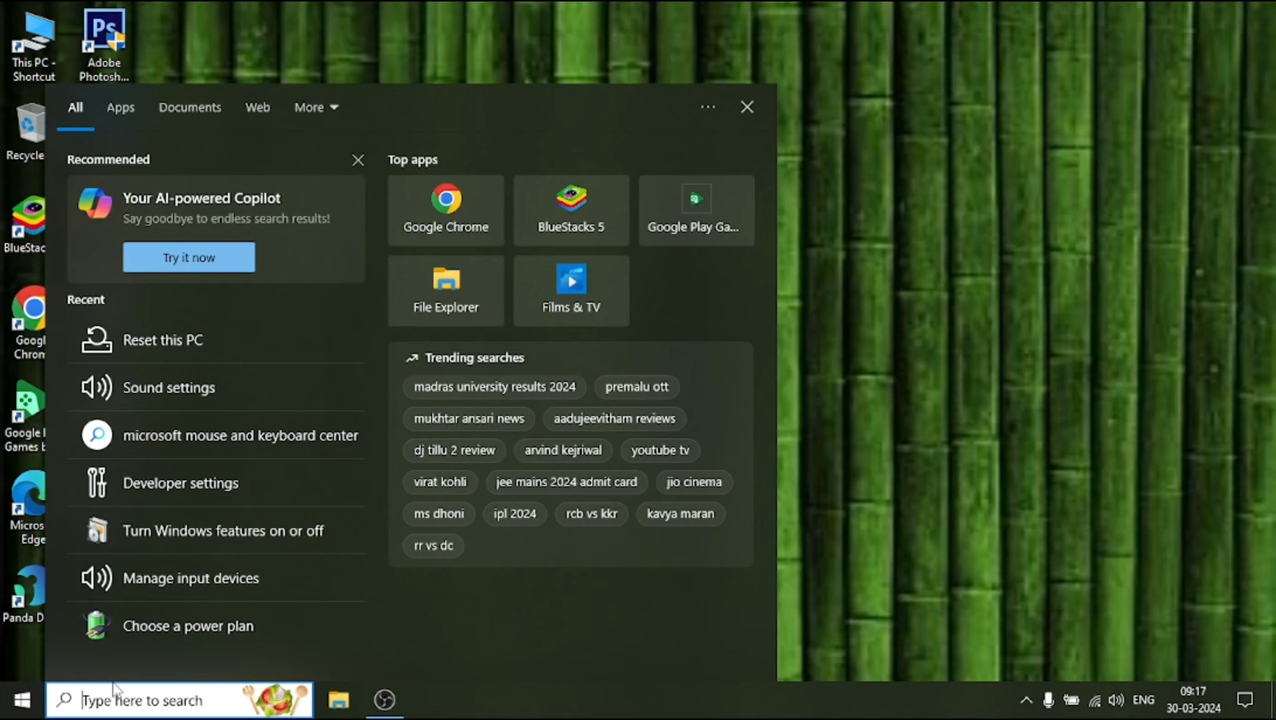 This PC -
Shortcut
Adobe
Photosh...
Recycle
BlueStacks
Googl
Chrom
Google
Games b
Micros
Edge
Panda D
All
Apps
Documents
Web
More
Recommended
Your AI-powered Copilot
Say goodbye to endless search results!
Try it now
Recent
Reset this PC
Sound settings
microsoft mouse and keyboard center
Developer settings
Turn Windows features on or off
Manage input devices
Choose a power plan
Top apps
Google Chrome
BlueStacks 5
Google Play Ga...
File Explorer
Films & TV
Trending searches
madras university results 2024
premalu ott
mukhtar ansari news
aadujeevitham reviews
dj tillu 2 review
arvind kejriwal
youtube tv
virat kohli
jee mains 2024 admit card
jio cinema
ms dhoni
ipl 2024
rcb vs kkr
kavya maran
rr vs dc
Type here to search
ENG
09:17
30-03-2024